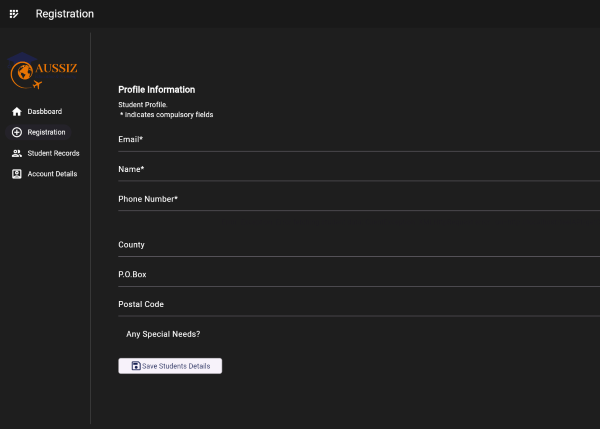 Registration
AUSSIZ
Dashboard
Registration
Student Records
Account Details
Profile Information
Student Profile.
* indicates compulsory fields
Email*
Name*
Phone Number*
County
P.O.Box
Postal Code
Any Special Needs?
Save Students Details